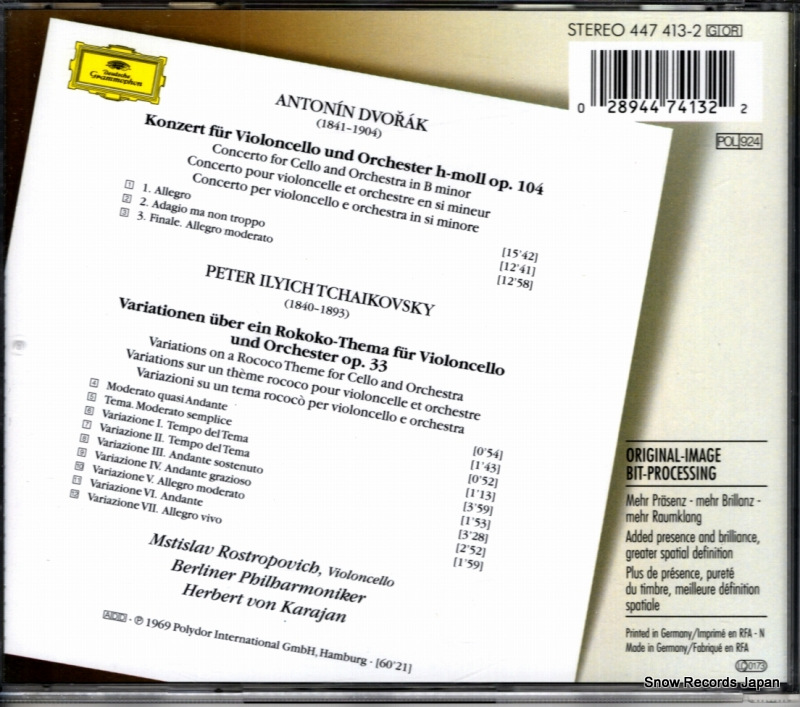 STEREO 447 413-2 GI OR
0 28944 74132 2
POL 924
Deutsche
Grammophon
ANTONÍN DVOŘÁK
(1841–1904)
Konzert für Violoncello und Orchester h-moll op. 104
Concerto for Cello and Orchestra in B minor
Concerto pour violoncelle et orchestre en si mineur
Concerto per violoncello e orchestra in si minore
1 1. Allegro [15'42]
2 2. Adagio ma non troppo [12'41]
3 3. Finale. Allegro moderato [12'58]
PETER ILYICH TCHAIKOVSKY
(1840–1893)
Variationen über ein Rokoko-Thema für Violoncello
und Orchester op. 33
Variations on a Rococo Theme for Cello and Orchestra
Variations sur un thème rococo pour violoncelle et orchestre
Variazioni su un tema rococò per violoncello e orchestra
4 Moderato quasi Andante [0'54]
5 Tema. Moderato semplice [1'43]
6 Variazione I. Tempo del Tema [0'52]
7 Variazione II. Tempo del Tema [1'13]
8 Variazione III. Andante sostenuto [3'59]
9 Variazione IV. Andante grazioso [1'53]
10 Variazione V. Allegro moderato [3'28]
11 Variazione VI. Andante [2'52]
12 Variazione VII. Allegro vivo [1'59]
Mstislav Rostropovich, Violoncello
Berliner Philharmoniker
Herbert von Karajan
ADD · ℗ 1969 Polydor International GmbH, Hamburg · [60'21]
ORIGINAL-IMAGE
BIT-PROCESSING
Mehr Präsenz - mehr Brillanz -
mehr Raumklang
Added presence and brilliance,
greater spatial definition
Plus de présence, pureté
du timbre, meilleure définition
spatiale
Printed in Germany/Imprimé en RFA - N
Made in Germany/Fabriqué en RFA
LC 0173
Snow Records Japan